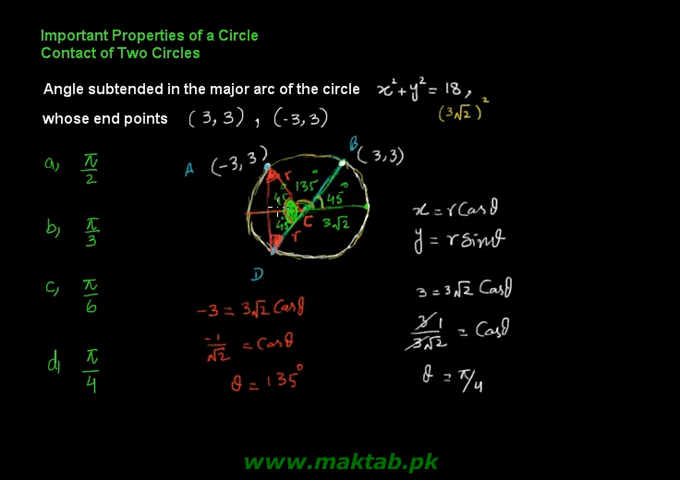 Important Properties of a Circle
Contact of Two Circles
Angle subtended in the major arc of the circle x² + y² = 18,
(3√2)²
whose end points (3, 3) , (-3, 3)
a, π/2
b, π/3
c, π/6
d, π/4
A (-3, 3)
B (3, 3)
r
45°
135°
45°
45°
C
3√2
r
D
x = r Cosθ
y = r sinθ
3 = 3√2 Cosθ
3 1/3√2 = Cosθ
θ = π/4
-3 = 3√2 Cosθ
-1/√2 = Cosθ
θ = 135°
www.maktab.pk